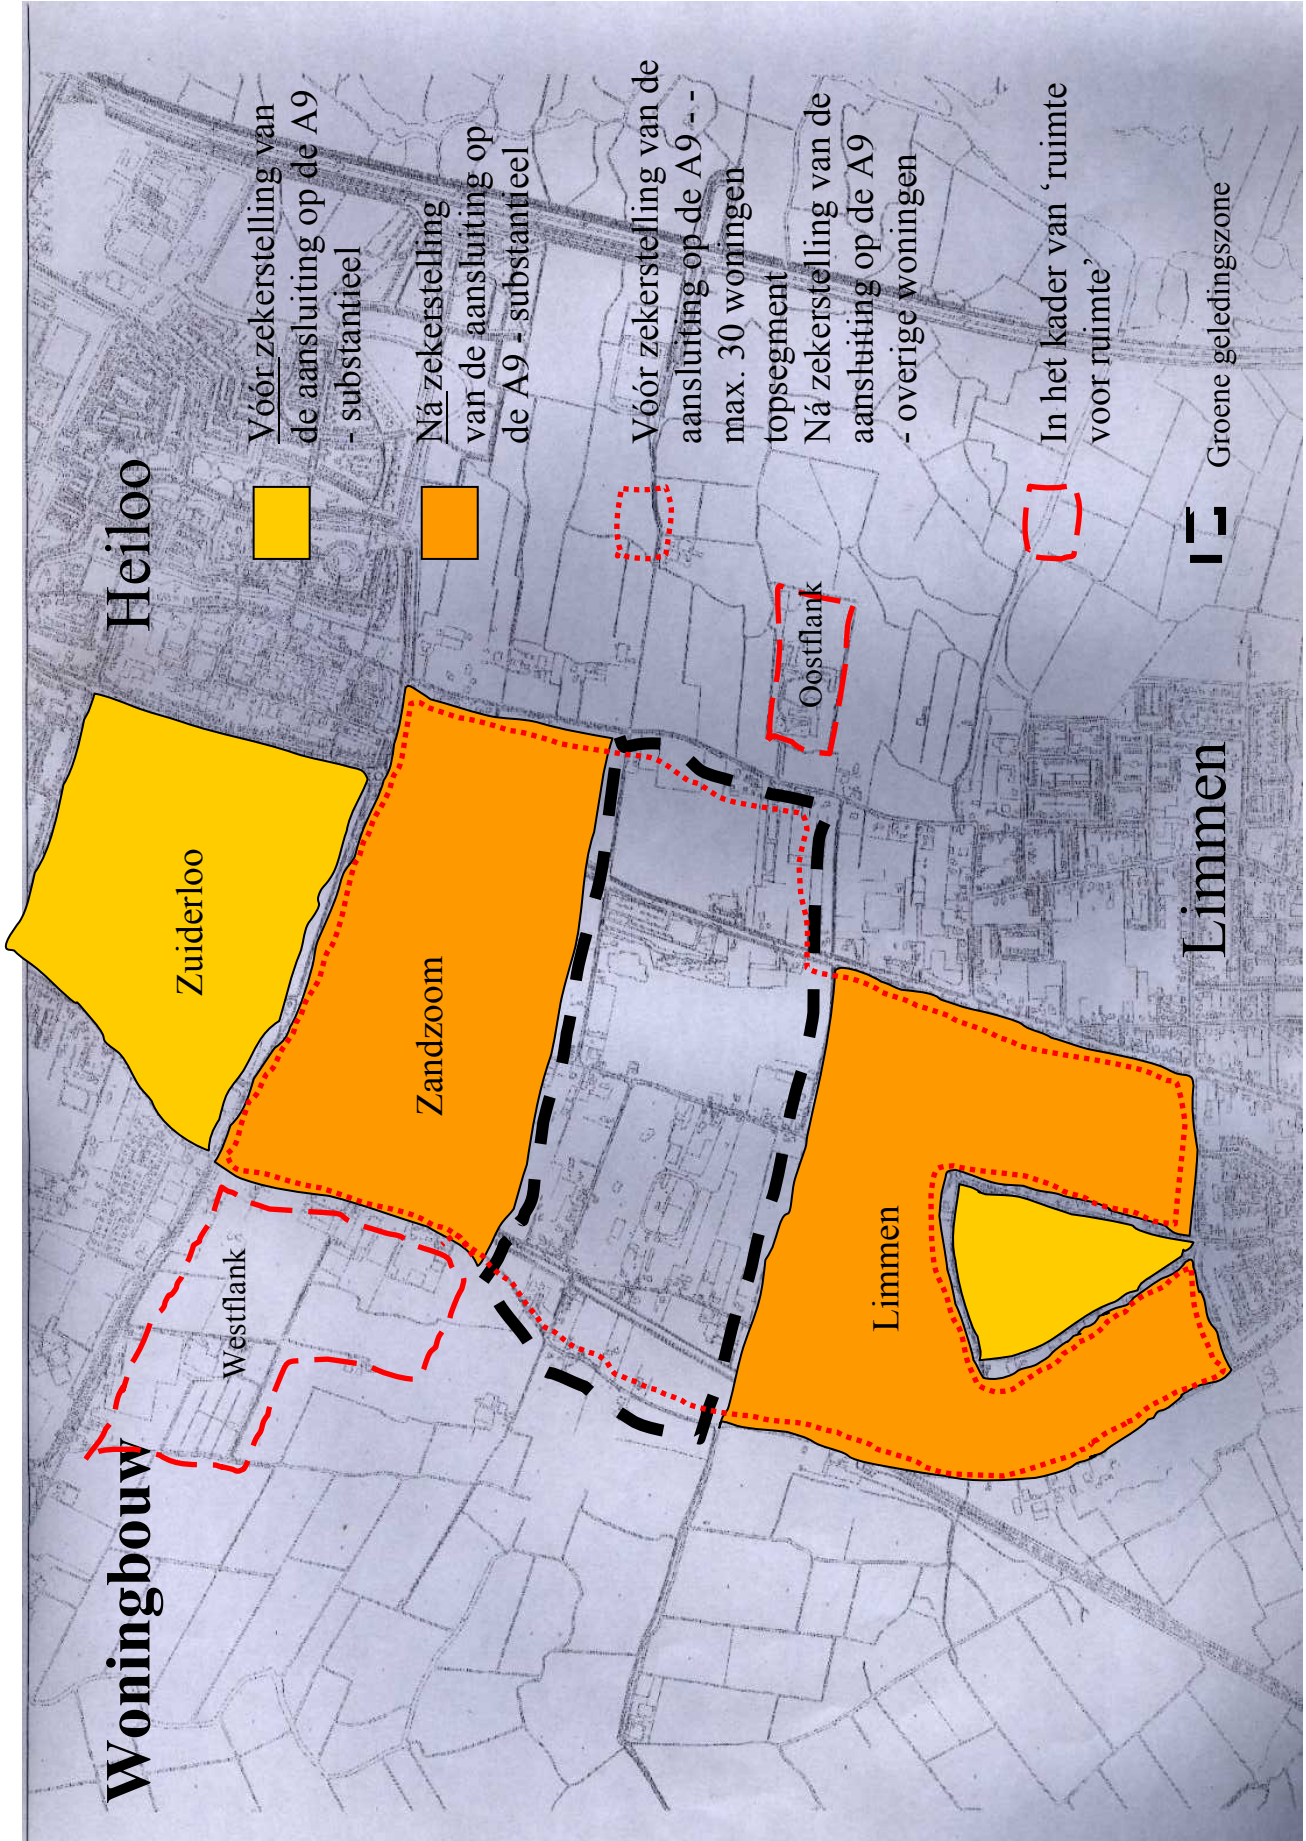 Woningbouw
Heiloo
Zuiderloo
Westflank
Zandzoom
Oostflank
Limmen
Limmen
Vóór zekerstelling van
de aansluiting op de A9
- substantieel
Ná zekerstelling
van de aansluiting op
de A9 - substantieel
Vóór zekerstelling van de
aansluiting op de A9 - -
max. 30 woningen
topsegment
Ná zekerstelling van de
aansluiting op de A9
- overige woningen
In het kader van ‘ruimte
voor ruimte’
Groene geledingszone